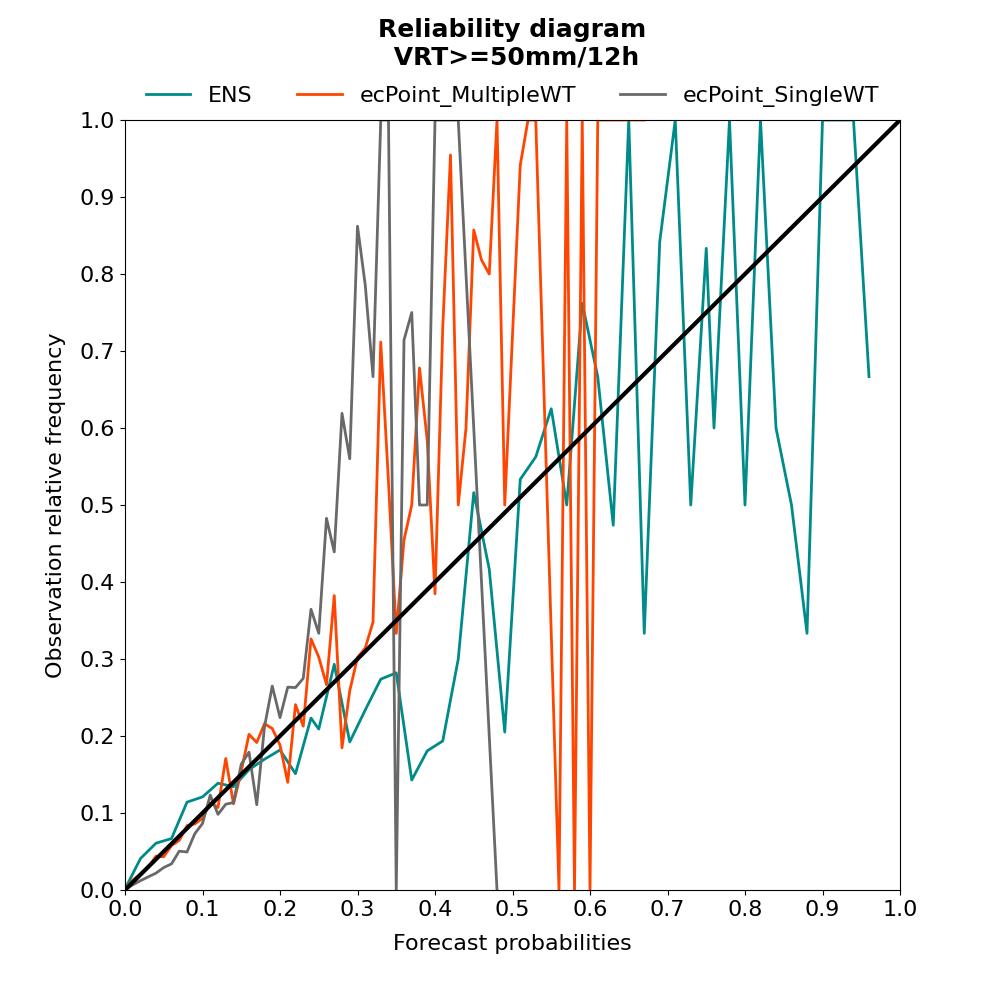 Reliability diagram
VRT>=50mm/12h
ENS ecPoint_MultipleWT ecPoint_SingleWT
1.0
0.9
0.8
0.7
0.6
0.5
0.4
0.3
0.2
0.1
0.0
Observation relative frequency
0.0 0.1 0.2 0.3 0.4 0.5 0.6 0.7 0.8 0.9 1.0
Forecast probabilities